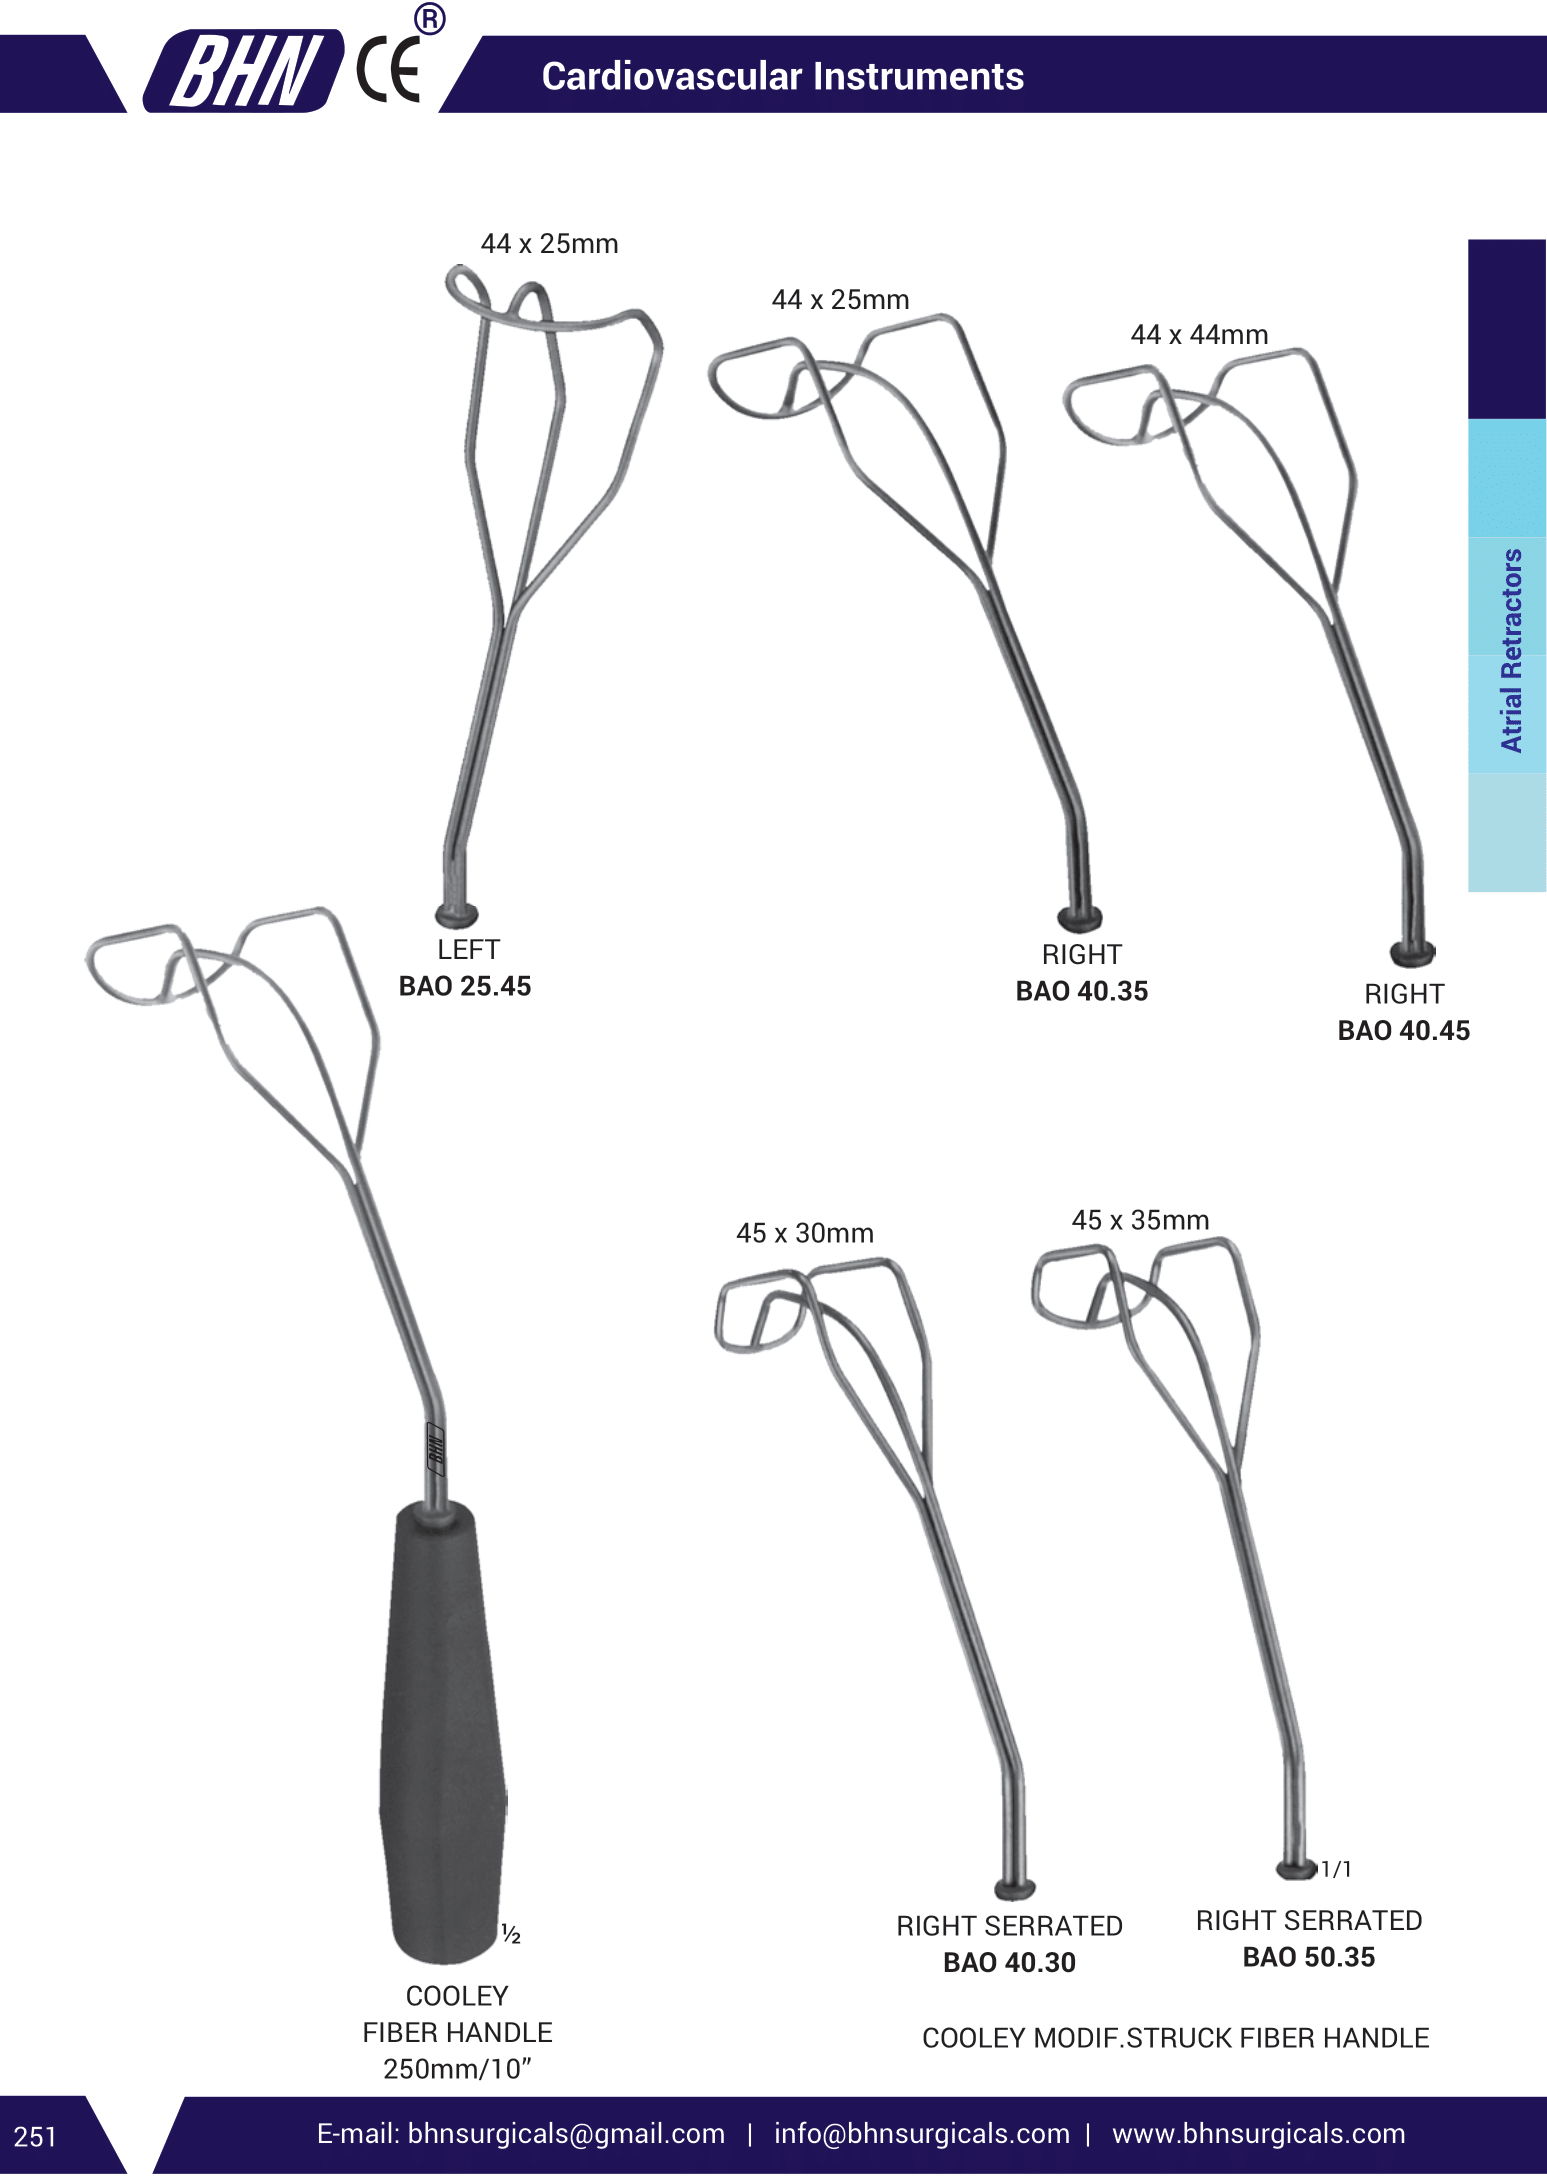 BHN CE ®
Cardiovascular Instruments
44 x 25mm
44 x 25mm
44 x 44mm
Atrial Retractors
LEFT
BAO 25.45
RIGHT
BAO 40.35
RIGHT
BAO 40.45
45 x 30mm
45 x 35mm
BHN
1/1
½
RIGHT SERRATED
BAO 40.30
RIGHT SERRATED
BAO 50.35
COOLEY
FIBER HANDLE
250mm/10”
COOLEY MODIF.STRUCK FIBER HANDLE
251
E-mail: bhnsurgicals@gmail.com | info@bhnsurgicals.com | www.bhnsurgicals.com